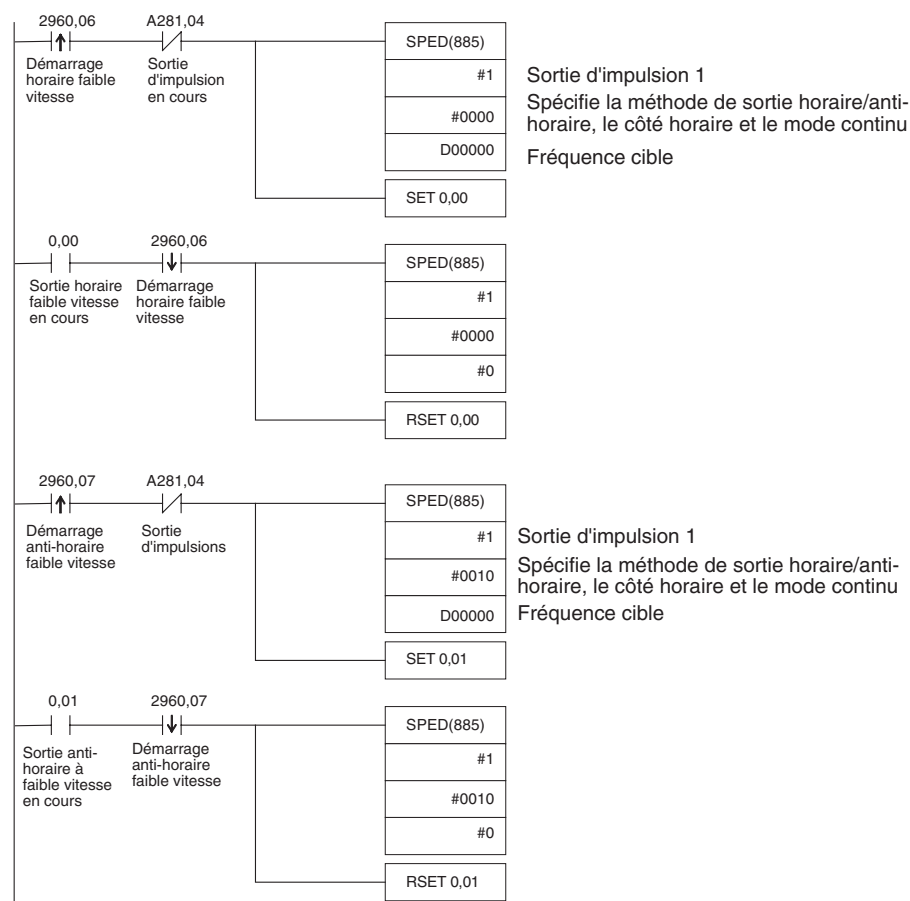 2960,06 A281,04
SPED(885)
Démarrage
horaire faible
vitesse
Sortie
d'impulsion
en cours
#1 Sortie d'impulsion 1
#0000 Spécifie la méthode de sortie horaire/anti-
horaire, le côté horaire et le mode continu
D00000 Fréquence cible
SET 0,00
0,00 2960,06
SPED(885)
Sortie horaire
faible vitesse
en cours
Démarrage
horaire faible
vitesse
#1
#0000
#0
RSET 0,00
2960,07 A281,04
SPED(885)
Démarrage
anti-horaire
faible vitesse
Sortie
d'impulsions
#1 Sortie d'impulsion 1
#0010 Spécifie la méthode de sortie horaire/anti-
horaire, le côté horaire et le mode continu
D00000 Fréquence cible
SET 0,01
0,01 2960,07
SPED(885)
Sortie anti-
horaire à
faible vitesse
en cours
Démarrage
anti-horaire
faible vitesse
#1
#0010
#0
RSET 0,01